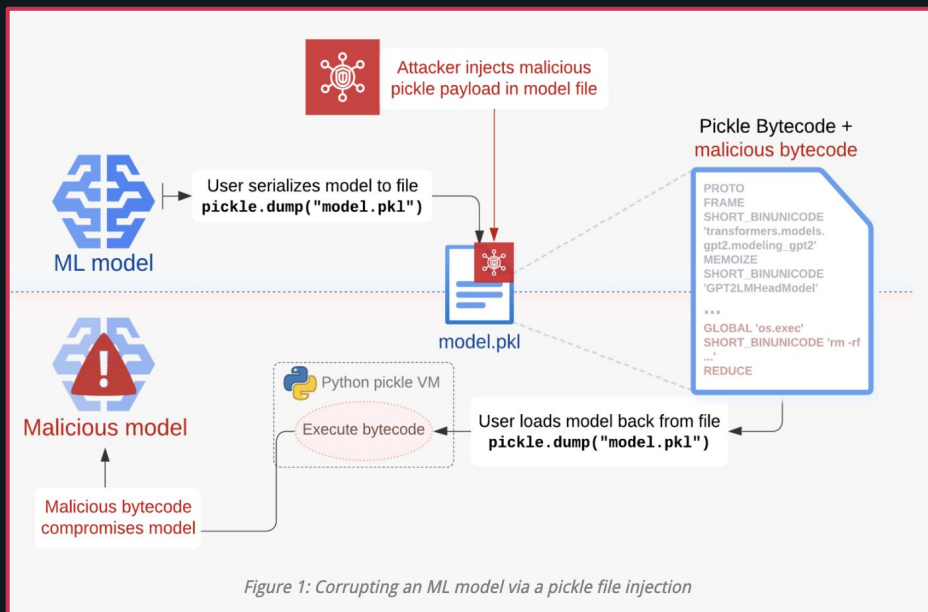 Attacker injects malicious
pickle payload in model file
Pickle Bytecode +
malicious bytecode
User serializes model to file
pickle.dump("model.pkl")
ML model
PROTO
FRAME
SHORT_BINUNICODE
'transformers.models.
gpt2.modeling_gpt2'
MEMOIZE
SHORT_BINUNICODE
'GPT2LMHeadModel'
...
GLOBAL 'os.exec'
SHORT_BINUNICODE 'rm -rf
...'
REDUCE
model.pkl
Python pickle VM
Execute bytecode
User loads model back from file
pickle.dump("model.pkl")
!
Malicious model
Malicious bytecode
compromises model
Figure 1: Corrupting an ML model via a pickle file injection